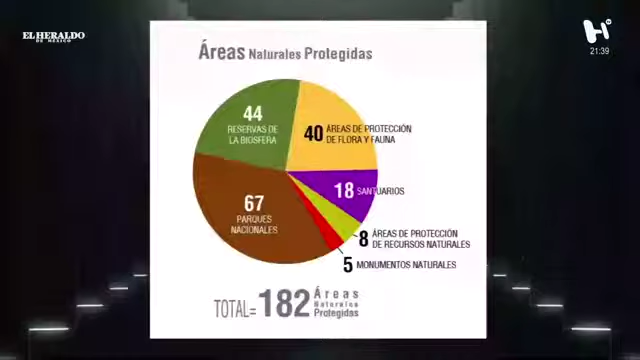 EL HERALDO
DE MÉXICO
21:39
Áreas Naturales Protegidas
44
RESERVAS DE
LA BIOSFERA
40 ÁREAS DE PROTECCIÓN
DE FLORA Y FAUNA
18 SANTUARIOS
67
PARQUES
NACIONALES
8 ÁREAS DE PROTECCIÓN
DE RECURSOS NATURALES
5 MONUMENTOS NATURALES
TOTAL=182 Áreas
Naturales
Protegidas